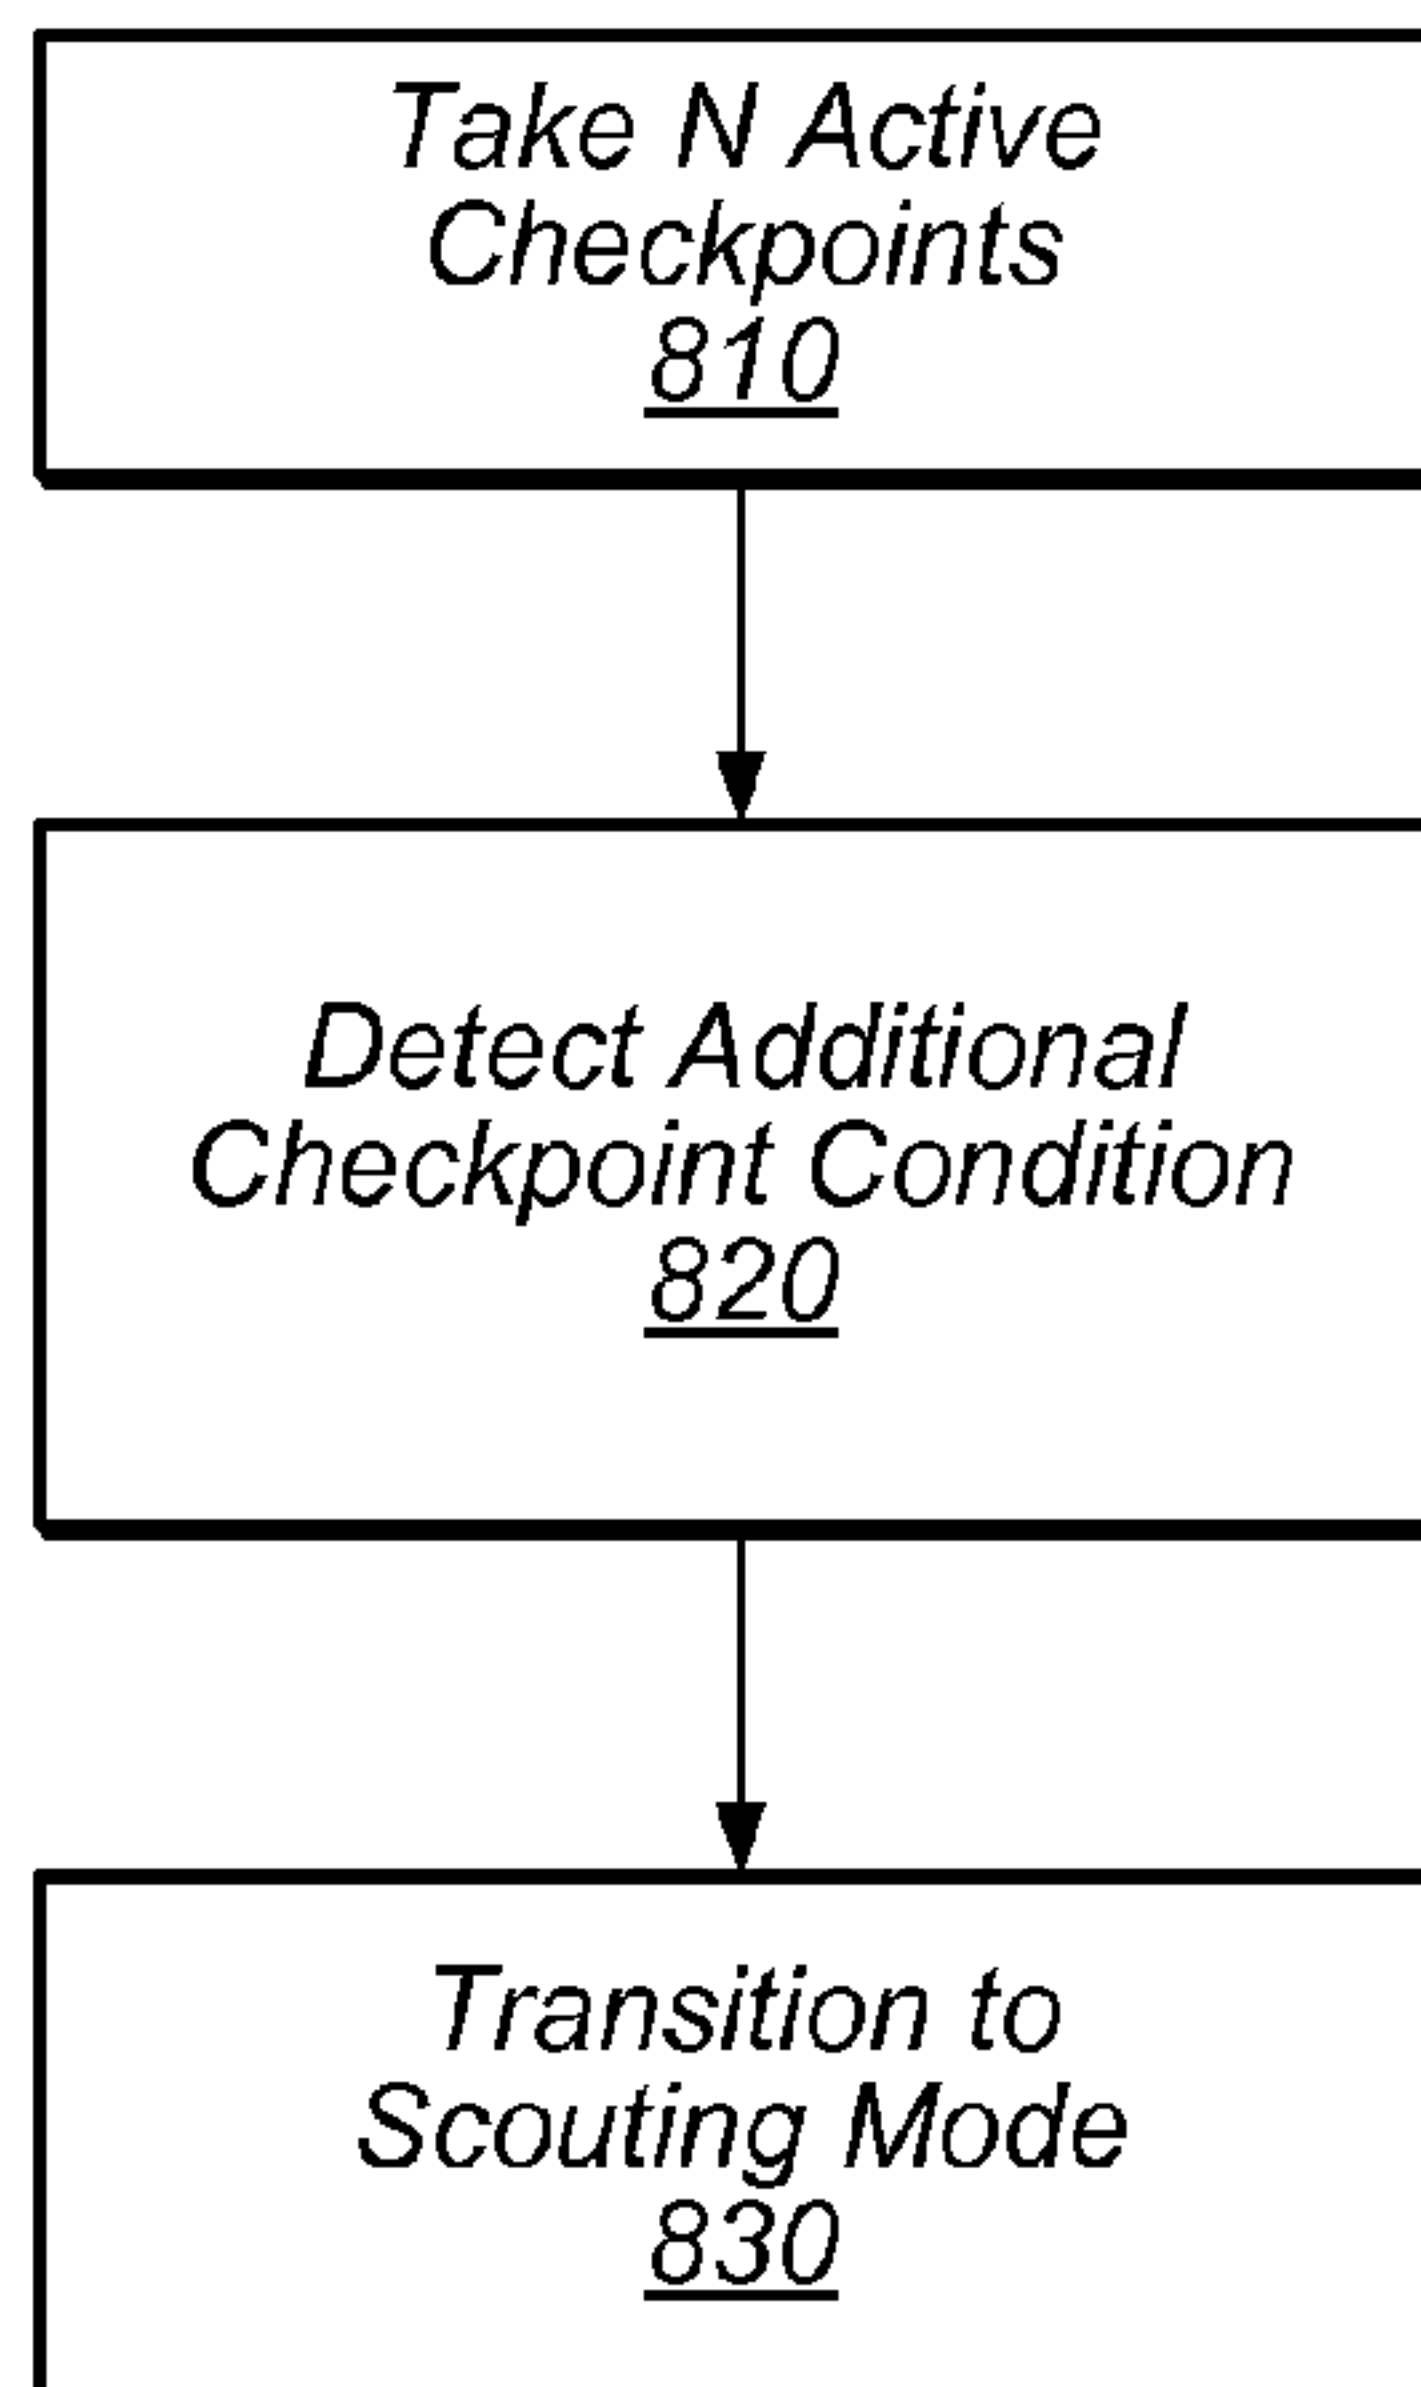 Take N Active
Checkpoints
810
Detect Additional
Checkpoint Condition
820
Transition to
Scouting Mode
830